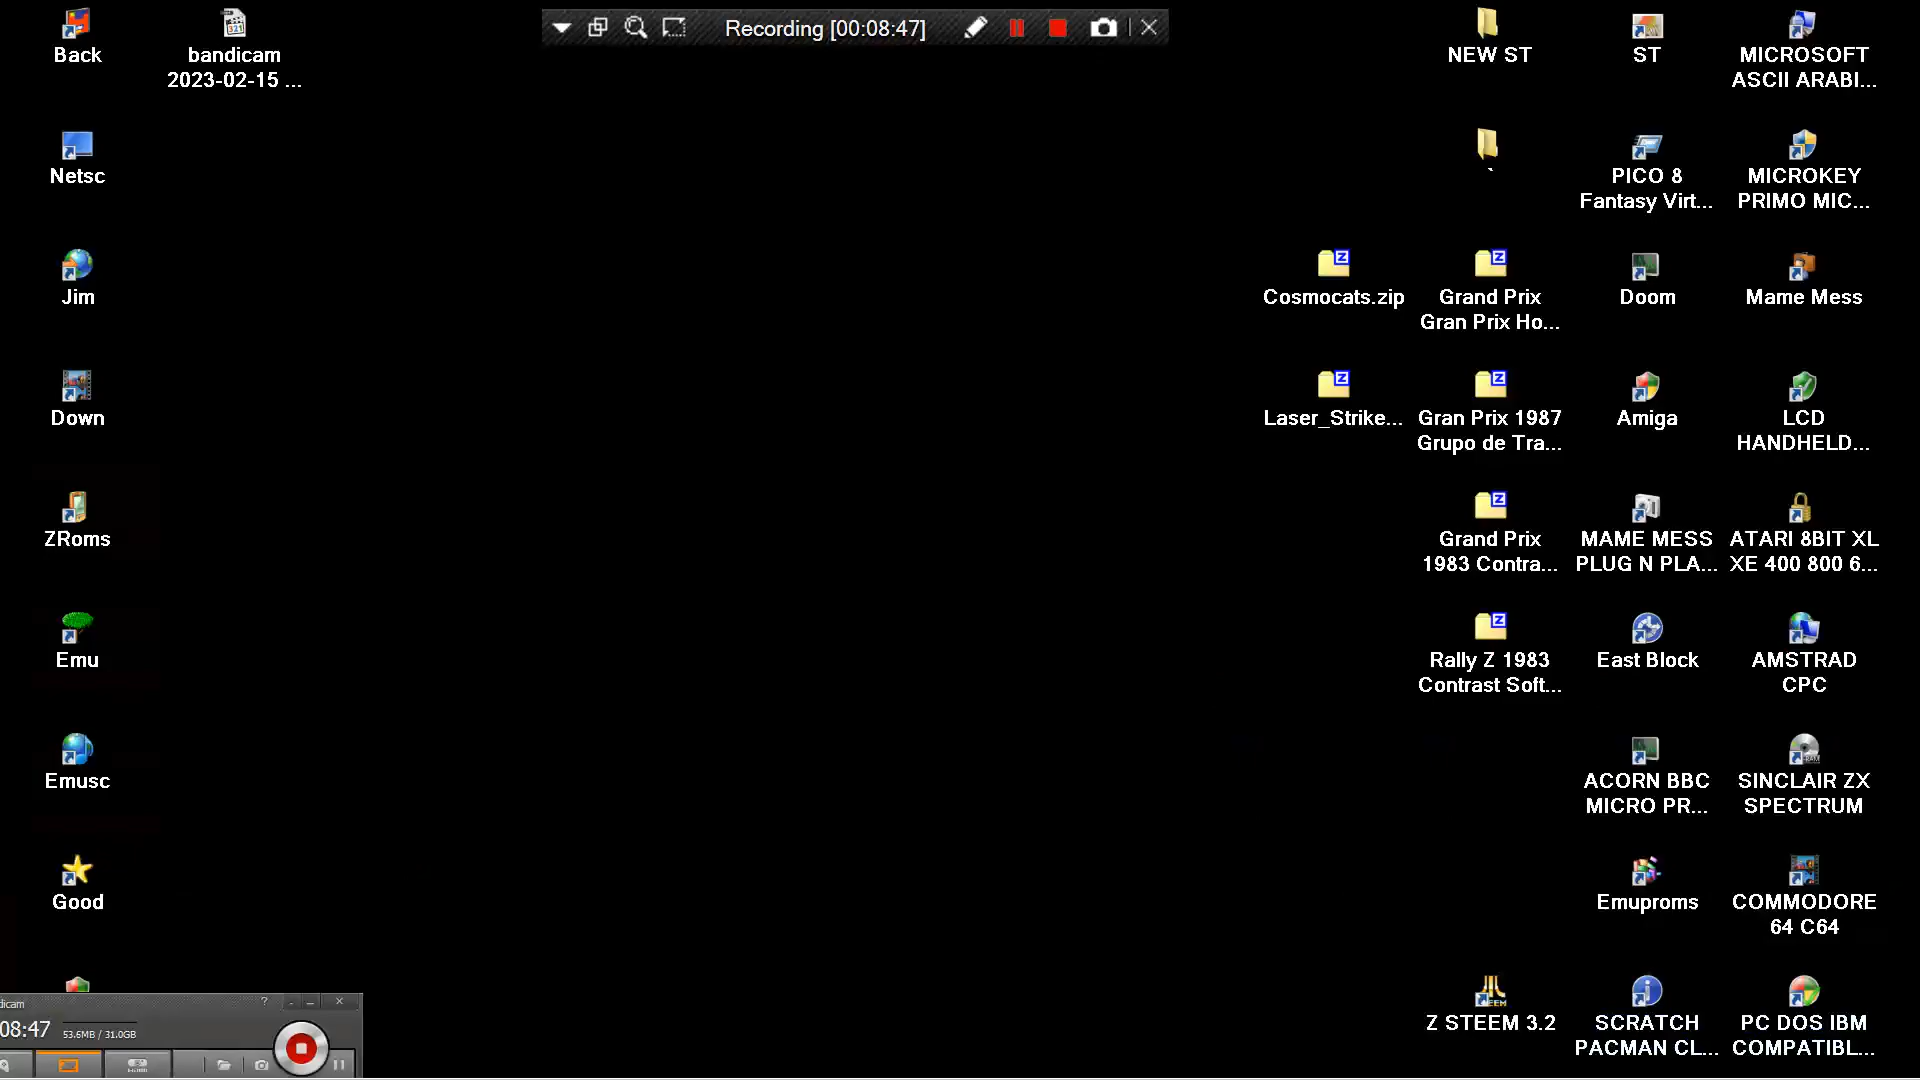 Recording [00:08:47]
Back
bandicam
2023-02-15 ...
NEW ST
ST
MICROSOFT
ASCII ARABI...
Netsc
`
PICO 8
Fantasy Virt...
MICROKEY
PRIMO MIC...
Jim
Cosmocats.zip
Grand Prix
Gran Prix Ho...
Doom
Mame Mess
Down
Laser_Strike...
Gran Prix 1987
Grupo de Tra...
Amiga
LCD
HANDHELD...
ZRoms
Grand Prix
1983 Contra...
MAME MESS
PLUG N PLA...
ATARI 8BIT XL
XE 400 800 6...
Emu
Rally Z 1983
Contrast Soft...
East Block
AMSTRAD
CPC
Emusc
ACORN BBC
MICRO PR...
SINCLAIR ZX
SPECTRUM
Good
Emuproms
COMMODORE
64 C64
Z STEEM 3.2
SCRATCH
PACMAN CL...
PC DOS IBM
COMPATIBL...
dicam
08:47
53.6MB / 31.0GB